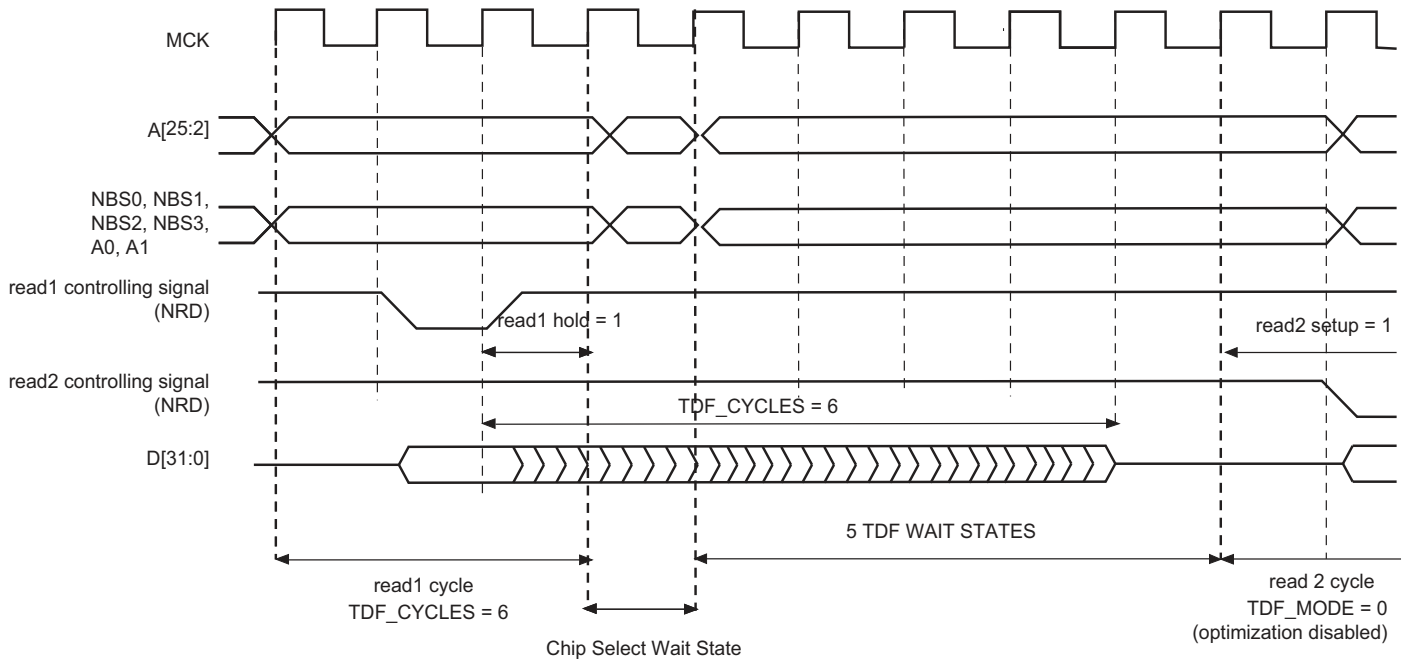 MCK
A[25:2]
NBS0, NBS1,
NBS2, NBS3,
A0, A1
read1 controlling signal
(NRD)
read1 hold = 1
read2 setup = 1
read2 controlling signal
(NRD)
TDF_CYCLES = 6
D[31:0]
5 TDF WAIT STATES
read1 cycle
TDF_CYCLES = 6
Chip Select Wait State
read 2 cycle
TDF_MODE = 0
(optimization disabled)